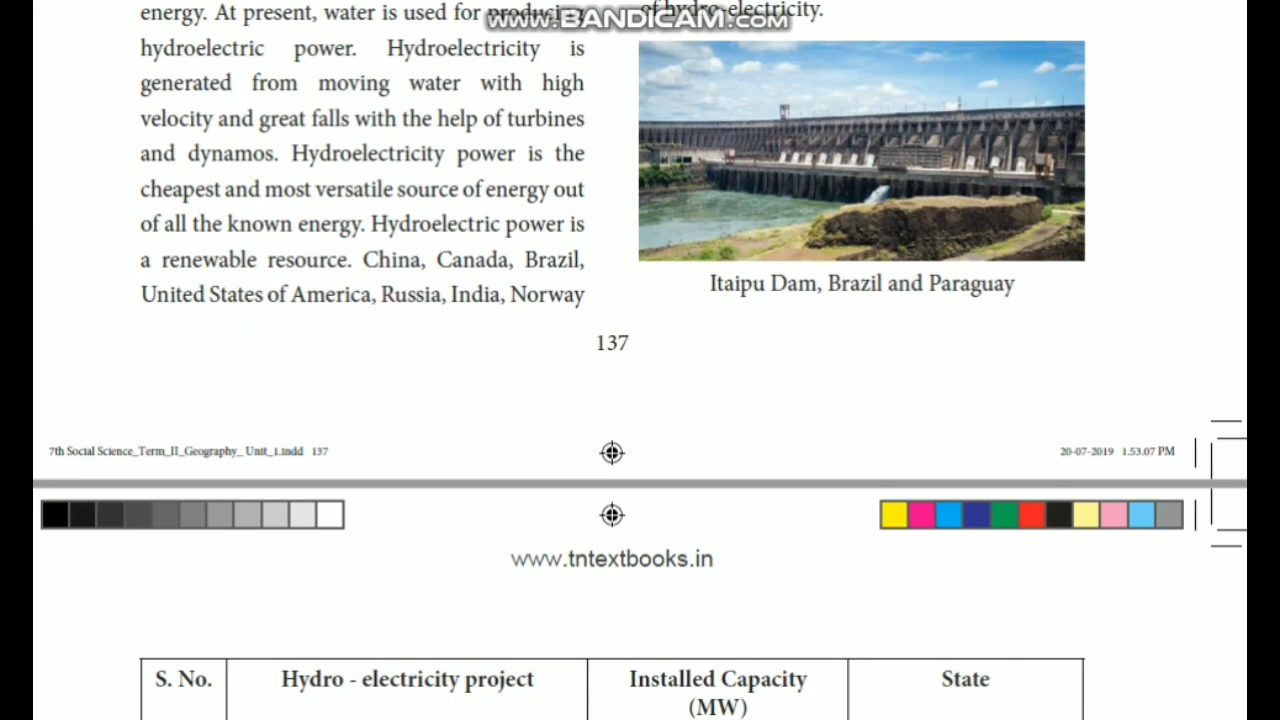 energy. At present, water is used for producing
hydroelectric power. Hydroelectricity is
generated from moving water with high
velocity and great falls with the help of turbines
and dynamos. Hydroelectricity power is the
cheapest and most versatile source of energy out
of all the known energy. Hydroelectric power is
a renewable resource. China, Canada, Brazil,
United States of America, Russia, India, Norway
of hydro-electricity.
www.BANDICAM.com
Itaipu Dam, Brazil and Paraguay
137
7th Social Science_Term_II_Geography_ Unit_1.indd 137
20-07-2019 1.53.07 PM
www.tntextbooks.in
S. No.
Hydro - electricity project
Installed Capacity
(MW)
State